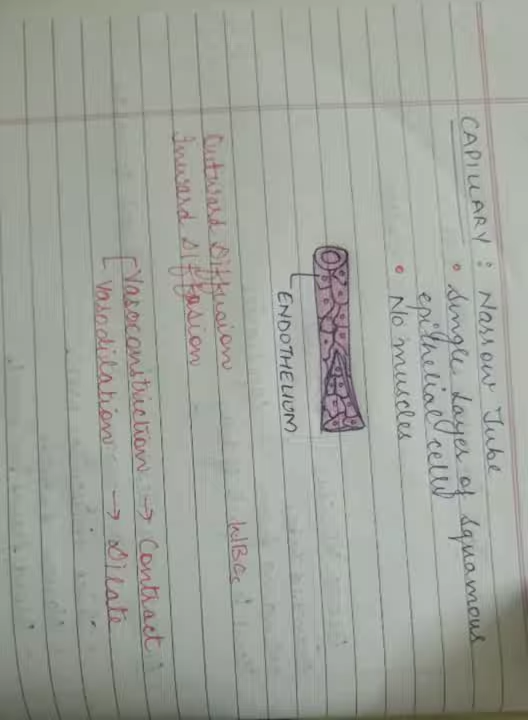 CAPILLARY : Narrow Tube
• Single layer of squamous
epithelial cells
• No muscles
ENDOTHELIUM
WBCs
Outward Diffusion
Inward Diffusion
[Vasoconstriction → Contract
Vasodilation → Dilate